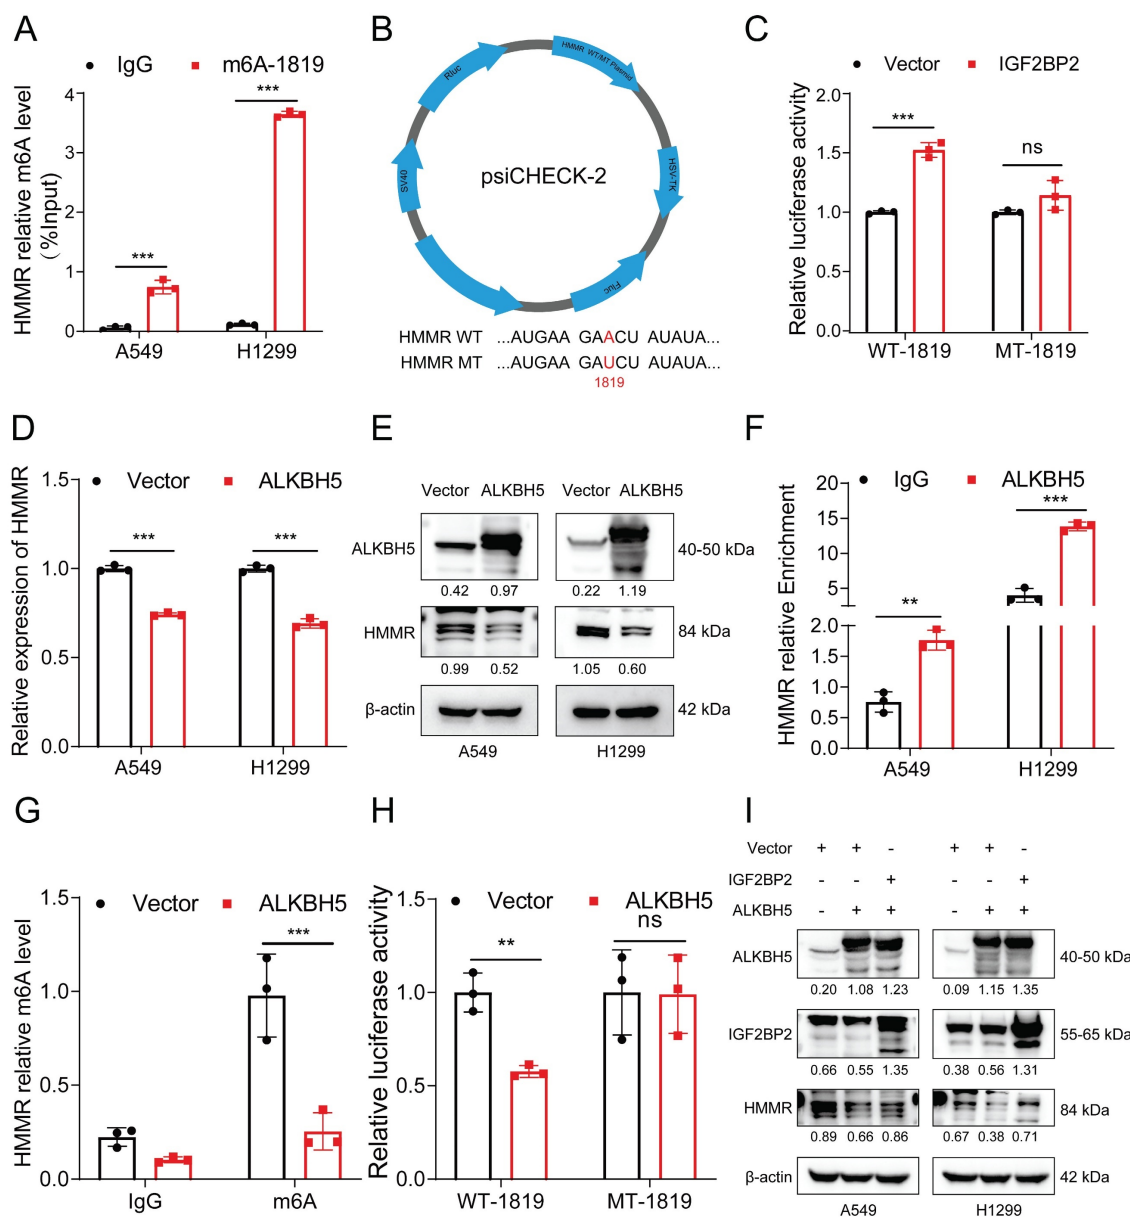 A
IgG
m6A-1819
HMMR relative m6A level
(%Input)
4
3
2
1
0
***
***
A549
H1299
B
Rluc
HMMR WT/MT Plasmid
HSV-TK
Fluc
SV40
psiCHECK-2
HMMR WT ...AUGAA GAACU AUAUA...
HMMR MT ...AUGAA GAUCU AUAUA...
1819
C
Vector
IGF2BP2
Relative luciferase activity
2.0
1.5
1.0
0.5
0.0
***
ns
WT-1819
MT-1819
D
Vector
ALKBH5
Relative expression of HMMR
1.5
1.0
0.5
0.0
***
***
A549
H1299
E
Vector ALKBH5
Vector ALKBH5
ALKBH5
40-50 kDa
0.42 0.97
0.22 1.19
HMMR
84 kDa
0.99 0.52
1.05 0.60
β-actin
42 kDa
A549
H1299
F
IgG
ALKBH5
HMMR relative Enrichment
20
15
10
5
2.0
1.5
1.0
0.5
0.0
**
***
A549
H1299
G
Vector
ALKBH5
HMMR relative m6A level
1.5
1.0
0.5
0.0
***
IgG
m6A
H
Vector
ALKBH5
Relative luciferase activity
1.5
1.0
0.5
0.0
**
ns
WT-1819
MT-1819
I
Vector + + - + + -
IGF2BP2 - - + - - +
ALKBH5 - + + - + +
ALKBH5
40-50 kDa
0.20 1.08 1.23
0.09 1.15 1.35
IGF2BP2
55-65 kDa
0.66 0.55 1.35
0.38 0.56 1.31
HMMR
84 kDa
0.89 0.66 0.86
0.67 0.38 0.71
β-actin
42 kDa
A549
H1299